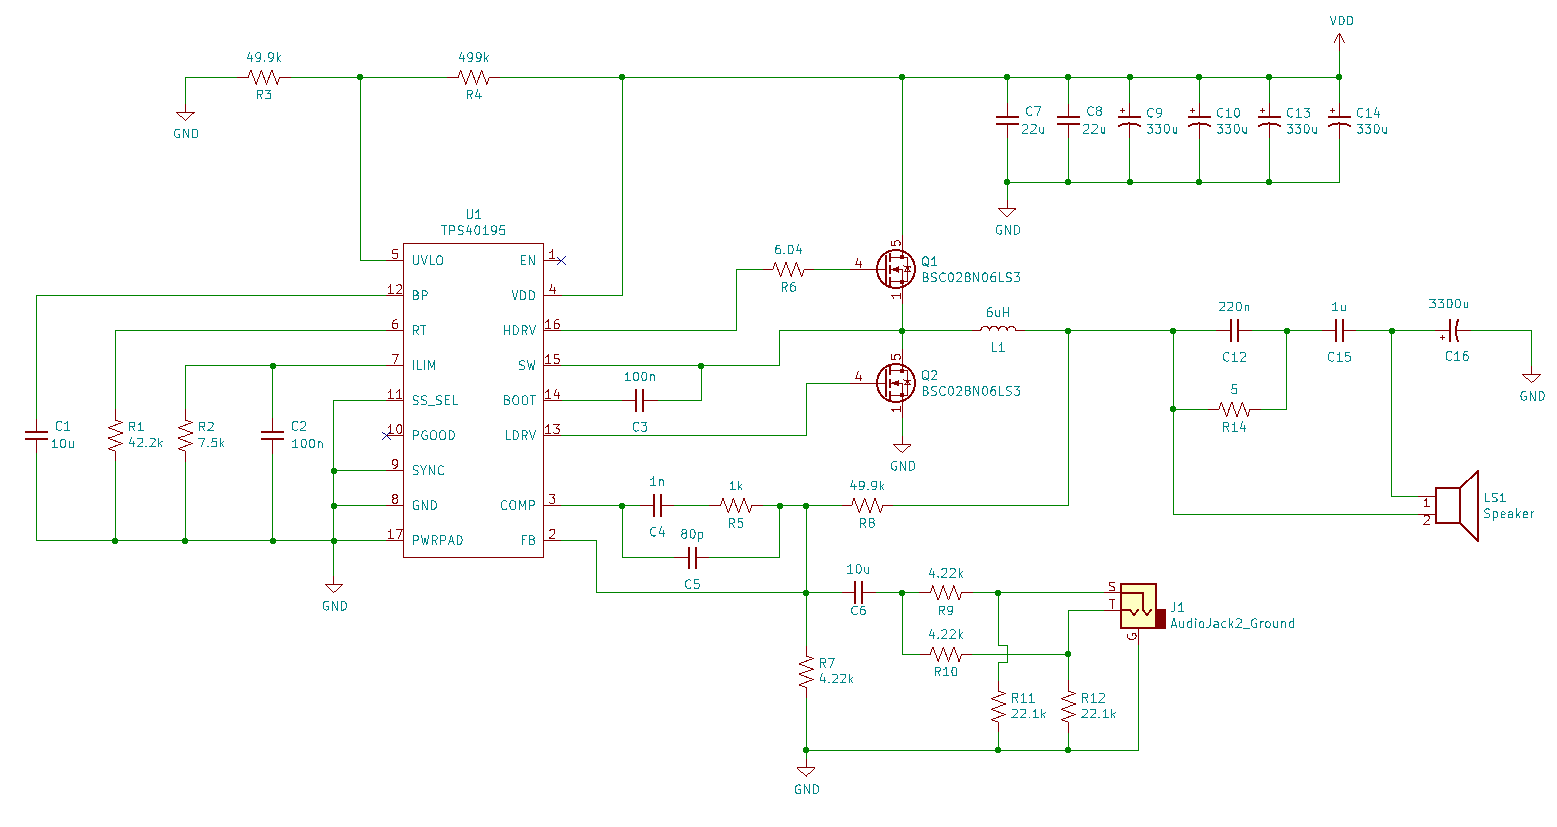 VDD
49.9k
R3
499k
R4
GND
C7
22u
C8
22u
C9
330u
C10
330u
C13
330u
C14
330u
GND
U1
TPS40195
5
UVLO
12
BP
6
RT
7
ILIM
11
SS_SEL
10
PGOOD
9
SYNC
8
GND
17
PWRPAD
EN
1
VDD
4
HDRV
16
SW
15
BOOT
14
LDRV
13
COMP
3
FB
2
6.04
R6
4
5
1
Q1
BSC028N06LS3
4
5
1
Q2
BSC028N06LS3
GND
6uH
L1
100n
C3
220n
C12
5
R14
1u
C15
3300u
C16
GND
1
2
LS1
Speaker
C1
10u
R1
42.2k
R2
7.5k
C2
100n
GND
1n
C4
1k
R5
80p
C5
49.9k
R8
10u
C6
4.22k
R9
4.22k
R10
S
T
G
J1
AudioJack2_Ground
R7
4.22k
R11
22.1k
R12
22.1k
GND